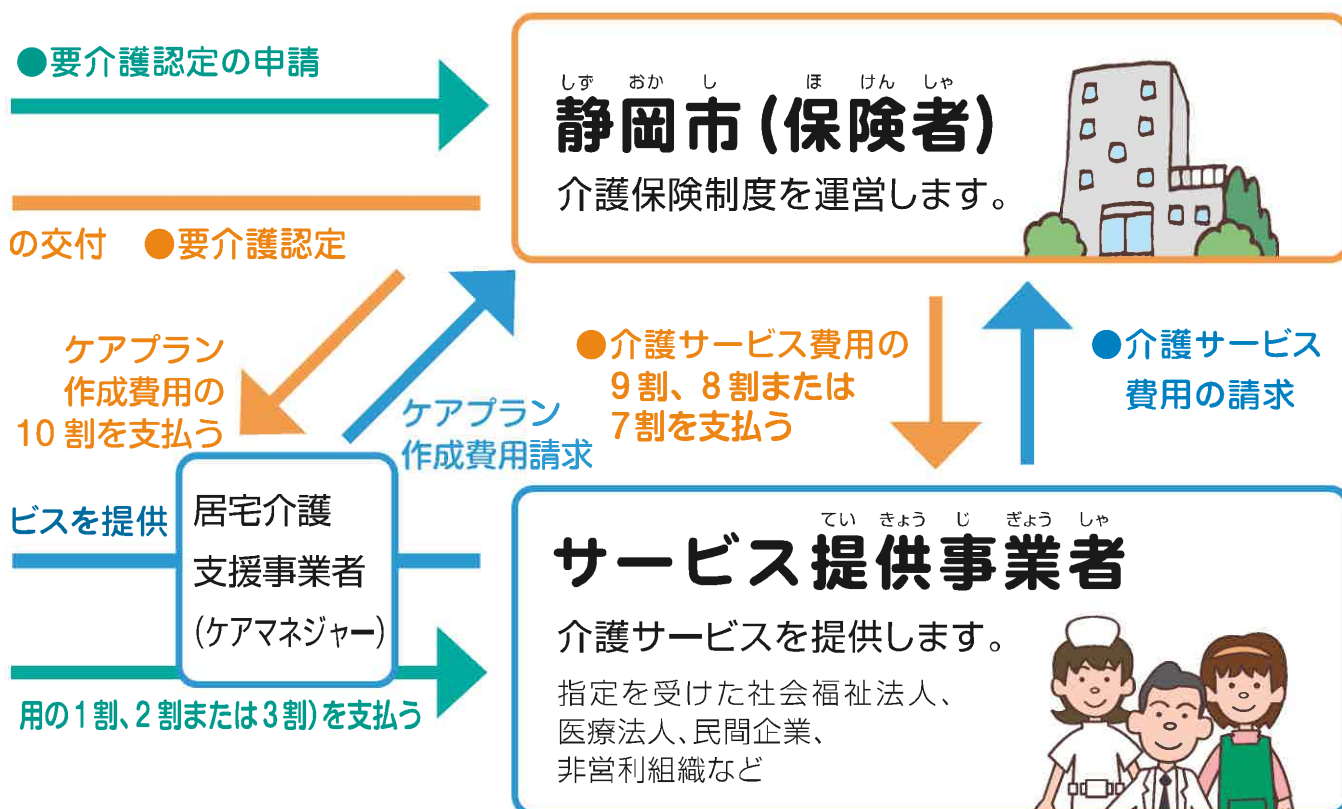 ●要介護認定の申請
しずおかし ほけんしゃ
静岡市(保険者)
介護保険制度を運営します。
の交付 ●要介護認定
ケアプラン
作成費用の
10割を支払う
ケアプラン
作成費用請求
●介護サービス費用の
9割、8割または
7割を支払う
●介護サービス
費用の請求
ビスを提供
居宅介護
支援事業者
(ケアマネジャー)
用の1割、2割または3割)を支払う
ていきょうじぎょうしゃ
サービス提供事業者
介護サービスを提供します。
指定を受けた社会福祉法人、
医療法人、民間企業、
非営利組織など